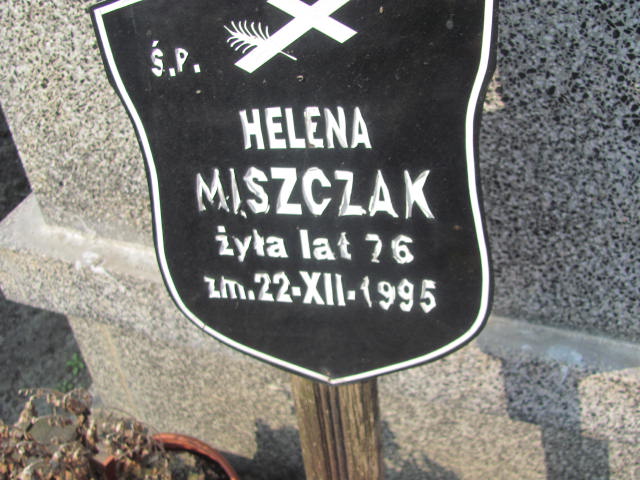 Ś.P.
HELENA
MISZCZAK
żyła lat 76
zm. 22-XII-1995